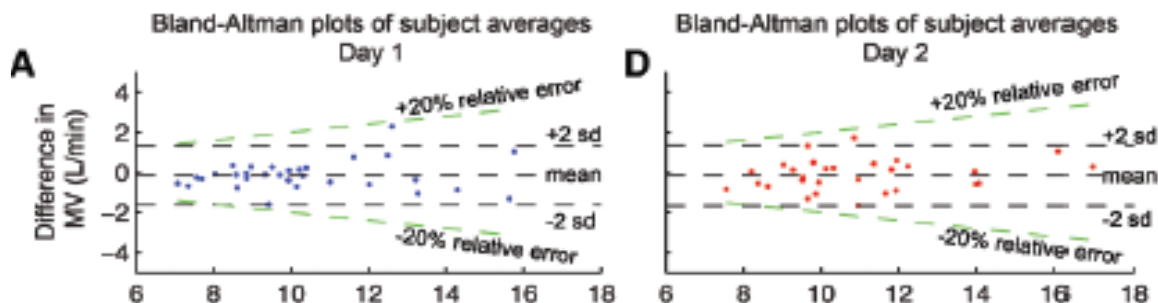 Bland-Altman plots of subject averages
Day 1
A
Difference in
MV (L/min)
4
2
0
−2
−4
+20% relative error
+2 sd
mean
-2 sd
-20% relative error
6 8 10 12 14 16 18
Bland-Altman plots of subject averages
Day 2
D
+20% relative error
+2 sd
mean
-2 sd
-20% relative error
6 8 10 12 14 16 18